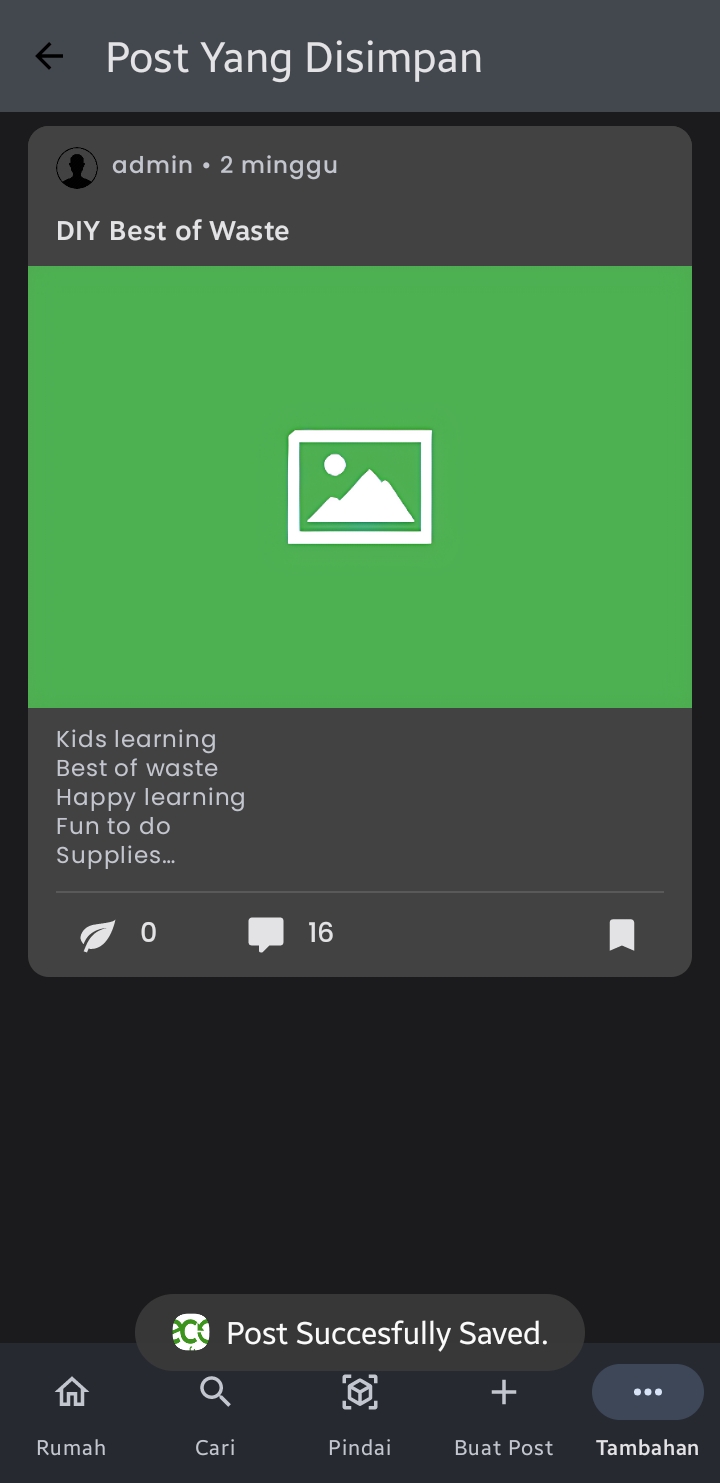 Post Yang Disimpan
admin • 2 minggu
DIY Best of Waste
Kids learning
Best of waste
Happy learning
Fun to do
Supplies...
0 16
Post Succesfully Saved.
Rumah Cari Pindai Buat Post Tambahan